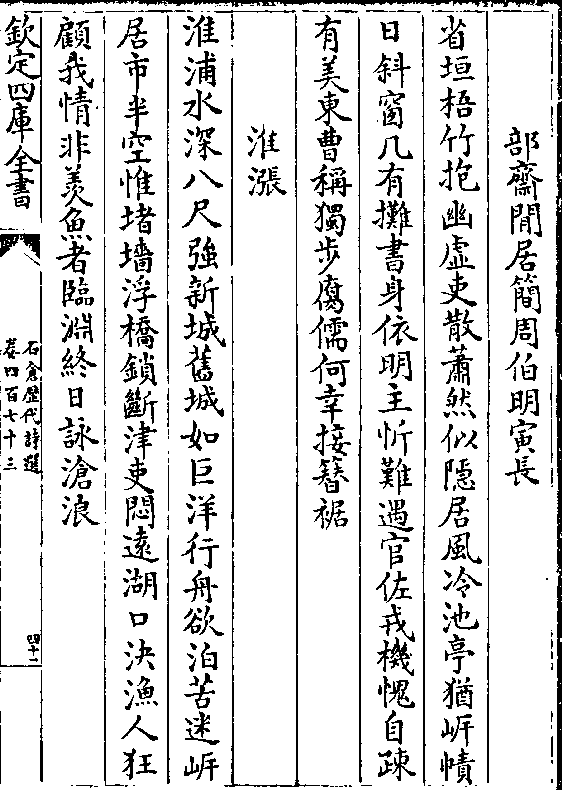 部齋閒居簡周伯明寅長
省垣梧竹抱幽虚吏散蕭然似隱居風冷池亭猶岸幘
日斜窗几有攤書身依明主忻難遇官佐戎機愧自疎
有美東曹稱獨步腐儒何幸接簪裾
淮漲
淮浦水深八尺強新城舊城如巨洋行舟欲泊苦迷岸
居市半空惟堵墻浮橋鎖斷津吏悶遠湖口決漁人狂
顧我情非羡魚者臨淵終日詠滄浪
欽定四庫全書
石倉歷代詩選
卷四百七十三
四十一